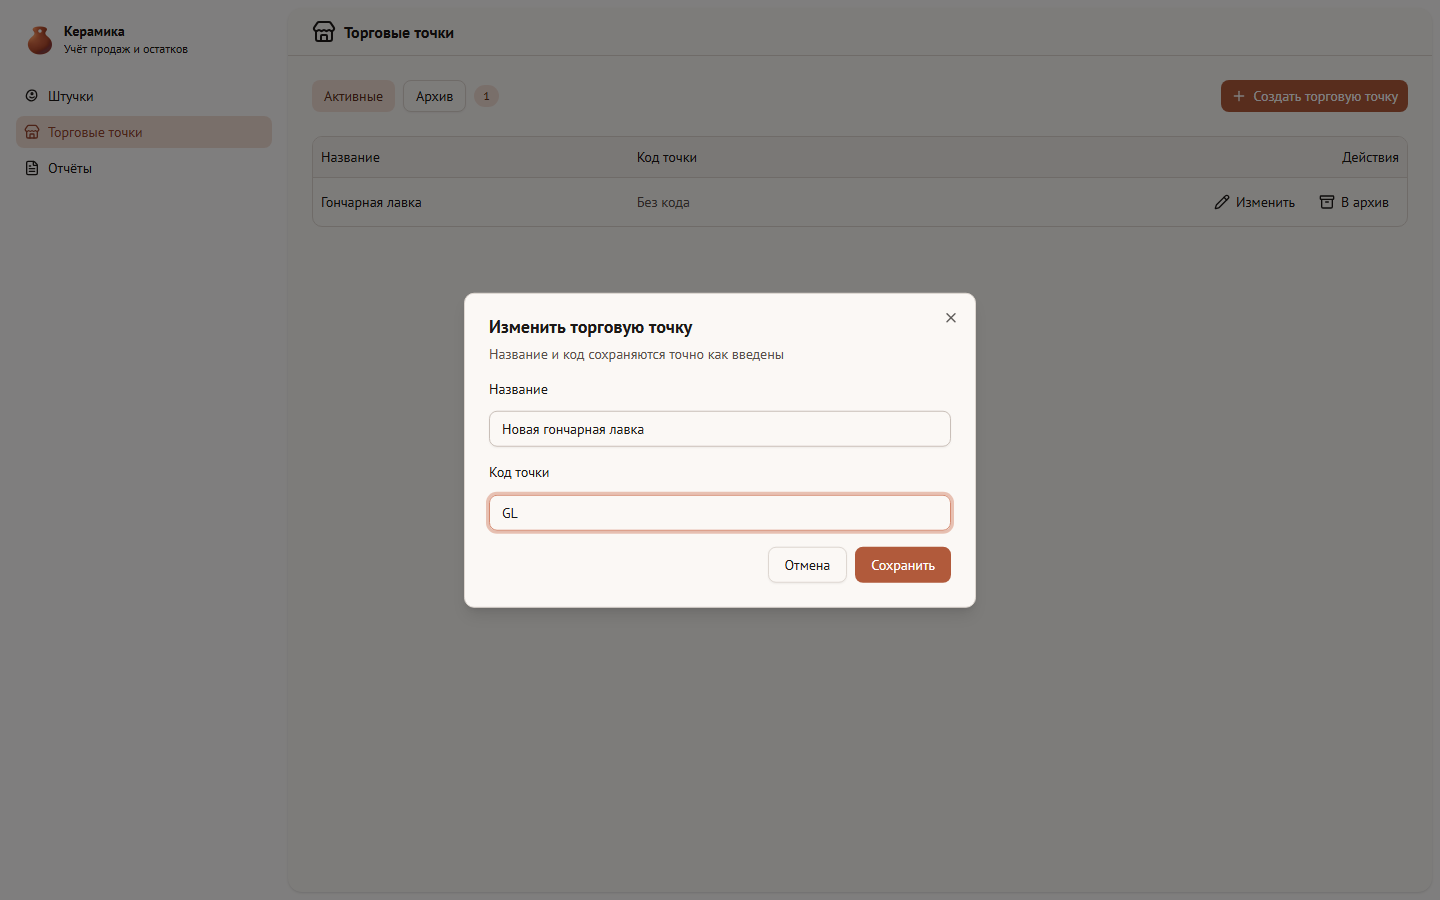 Керамика
Учёт продаж и остатков
Штучки
Торговые точки
Отчёты
Торговые точки
Активные
Архив
1
Создать торговую точку
Название
Код точки
Действия
Гончарная лавка
Без кода
Изменить
В архив
Изменить торговую точку
Название и код сохраняются точно как введены
Название
Новая гончарная лавка
Код точки
GL
Отмена
Сохранить